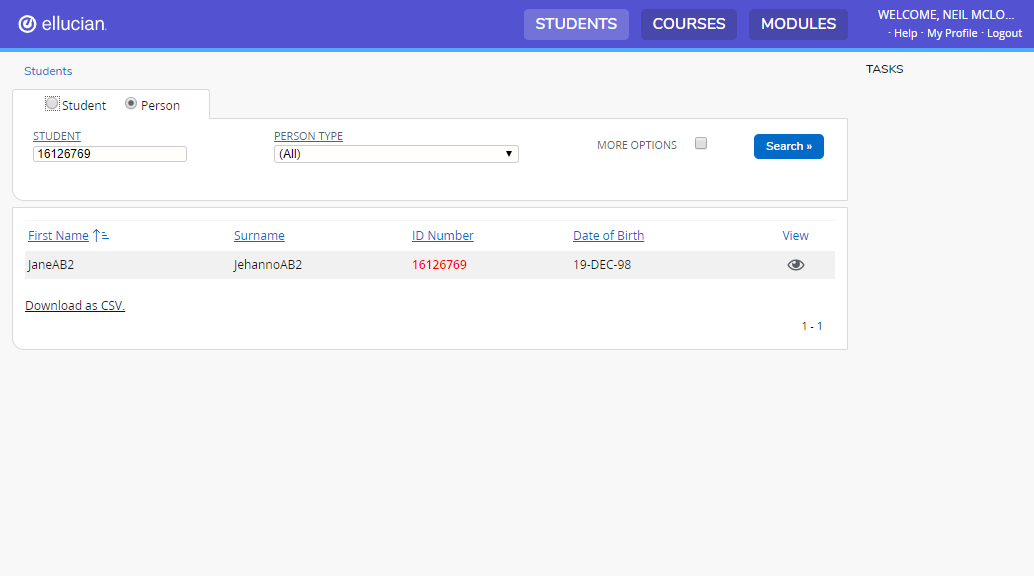 ellucian.
STUDENTS COURSES MODULES
WELCOME, NEIL MCLO...
· Help · My Profile · Logout
Students
TASKS
Student Person
STUDENT PERSON TYPE MORE OPTIONS
16126769 (All) Search »
First Name Surname ID Number Date of Birth View
JaneAB2 JehannoAB2 16126769 19-DEC-98
Download as CSV.
1 - 1